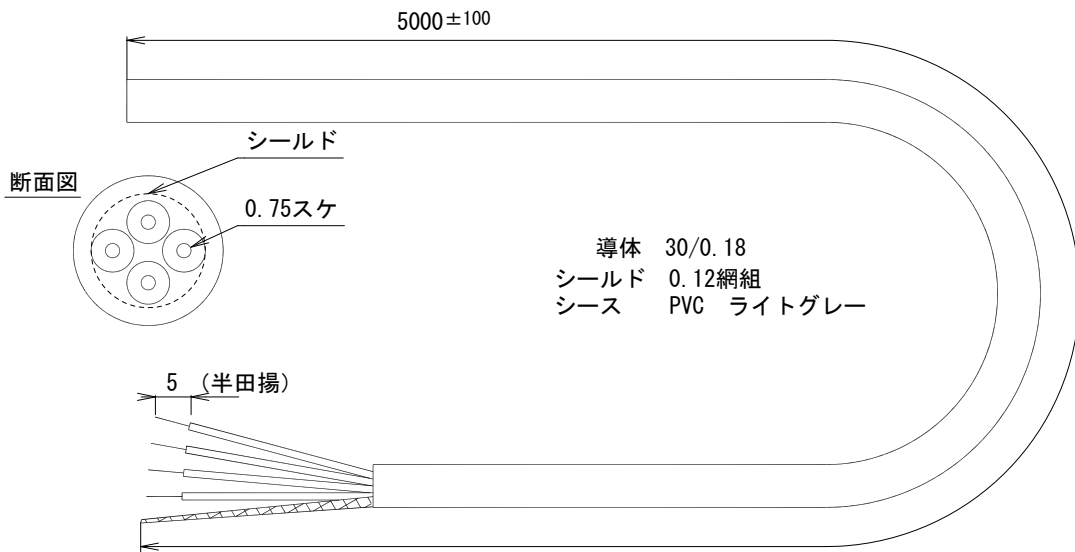 5000±100
シールド
断面図
0.75スケ
導体 30/0.18
シールド 0.12網組
シース PVC ライトグレー
5 (半田揚)